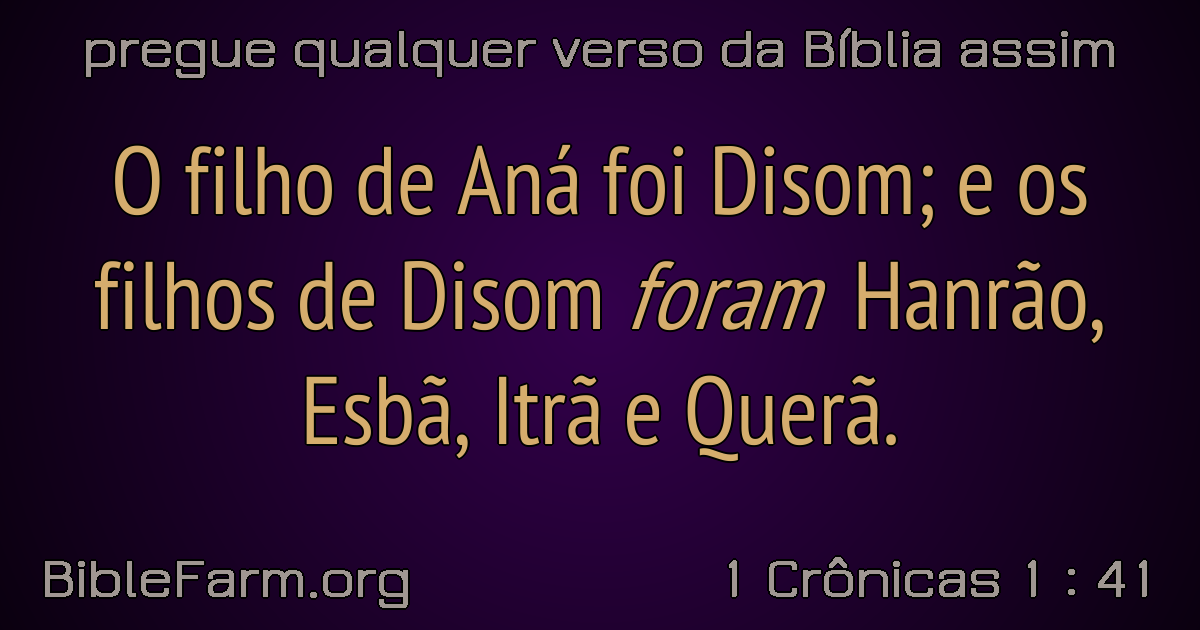 pregue qualquer verso da Bíblia assim
O filho de Aná foi Disom; e os
filhos de Disom foram Hanrão,
Esbã, Itrã e Querã.
BibleFarm.org
1 Crônicas 1 : 41